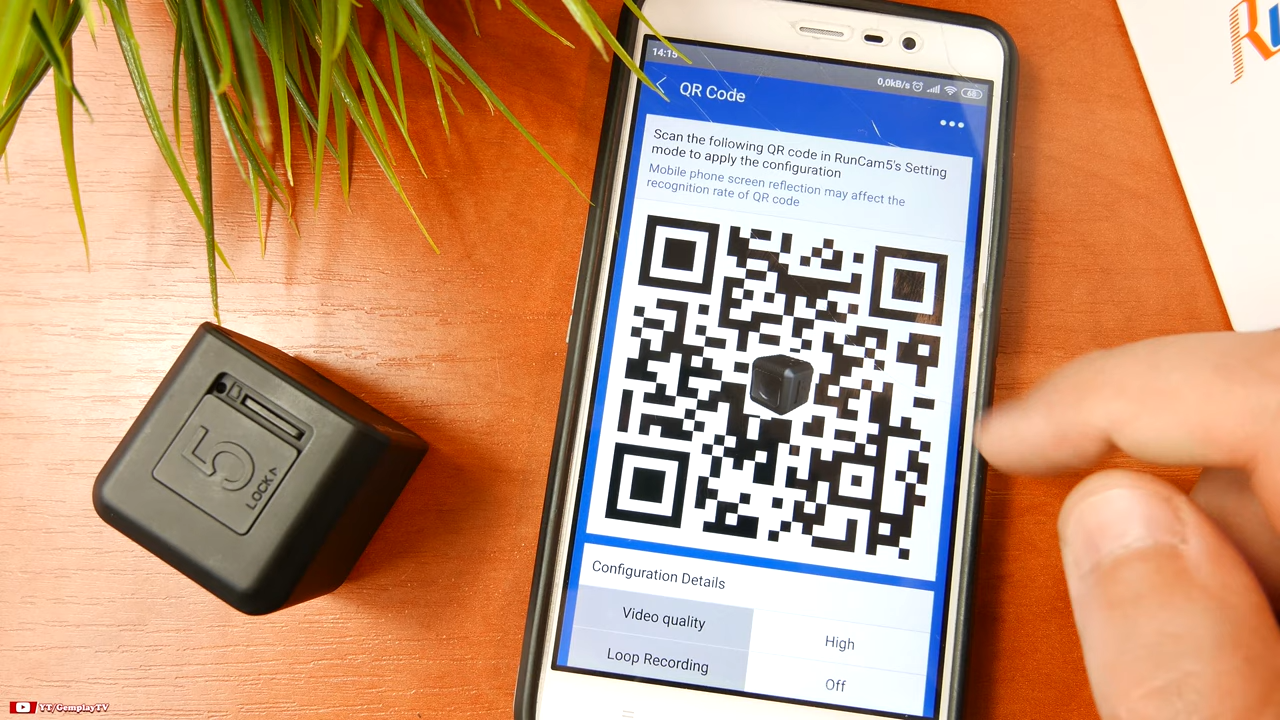 14:15
0,0kB/s
68
QR Code
Scan the following QR code in RunCam5's Setting
mode to apply the configuration
Mobile phone screen reflection may affect the
recognition rate of QR code
5
LOCK
Configuration Details
Video quality
High
Loop Recording
Off
YT/GemplayTV